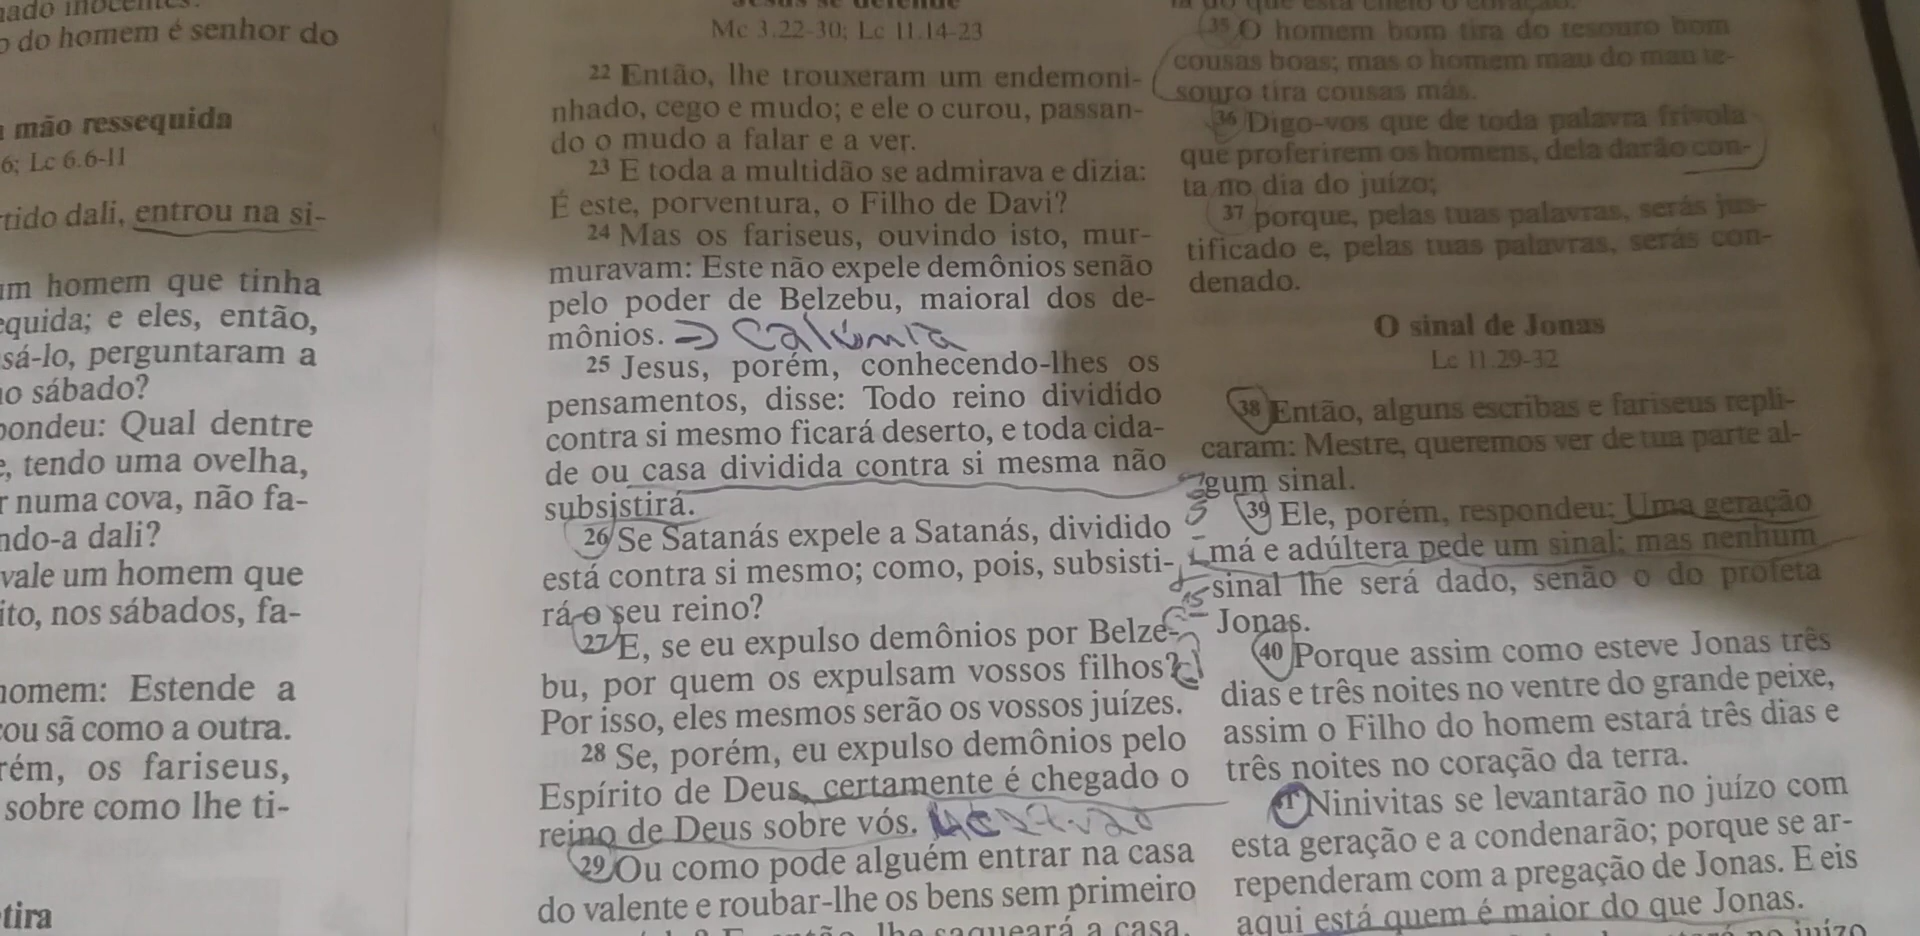 o do homem é senhor do
mão ressequida
6; Lc 6.6-11
tido dali, entrou na si-
um homem que tinha
equida; e eles, então,
sá-lo, perguntaram a
no sábado?
pondeu: Qual dentre
e, tendo uma ovelha,
r numa cova, não fa-
ndo-a dali?
vale um homem que
ito, nos sábados, fa-
homem: Estende a
cou sã como a outra.
rém, os fariseus,
sobre como lhe ti-
tira
Jesus se defende
Mc 3.22-30; Lc 11.14-23
22 Então, lhe trouxeram um endemoni-
nhado, cego e mudo; e ele o curou, passan-
do o mudo a falar e a ver.
23 E toda a multidão se admirava e dizia:
É este, porventura, o Filho de Davi?
24 Mas os fariseus, ouvindo isto, mur-
muravam: Este não expele demônios senão
pelo poder de Belzebu, maioral dos de-
mônios. → Calúnia
25 Jesus, porém, conhecendo-lhes os
pensamentos, disse: Todo reino dividido
contra si mesmo ficará deserto, e toda cida-
de ou casa dividida contra si mesma não
subsistirá.
26 Se Satanás expele a Satanás, dividido
está contra si mesmo; como, pois, subsisti-
rá o seu reino?
27 E, se eu expulso demônios por Belze-
bu, por quem os expulsam vossos filhos?
Por isso, eles mesmos serão os vossos juízes.
28 Se, porém, eu expulso demônios pelo
Espírito de Deus, certamente é chegado o
reino de Deus sobre vós.
29 Ou como pode alguém entrar na casa
do valente e roubar-lhe os bens sem primeiro
lhe saqueará a casa.
35 O homem bom tira do tesouro bom
cousas boas; mas o homem mau do mau te-
souro tira cousas más.
36 Digo-vos que de toda palavra frívola
que proferirem os homens, dela darão con-
ta no dia do juízo;
37 porque, pelas tuas palavras, serás jus-
tificado e, pelas tuas palavras, serás con-
denado.
O sinal de Jonas
Lc 11.29-32
38 Então, alguns escribas e fariseus repli-
caram: Mestre, queremos ver de tua parte al-
gum sinal.
39 Ele, porém, respondeu: Uma geração
má e adúltera pede um sinal; mas nenhum
sinal lhe será dado, senão o do profeta
Jonas.
40 Porque assim como esteve Jonas três
dias e três noites no ventre do grande peixe,
assim o Filho do homem estará três dias e
três noites no coração da terra.
41 Ninivitas se levantarão no juízo com
esta geração e a condenarão; porque se ar-
rependeram com a pregação de Jonas. E eis
aqui está quem é maior do que Jonas.
juízo